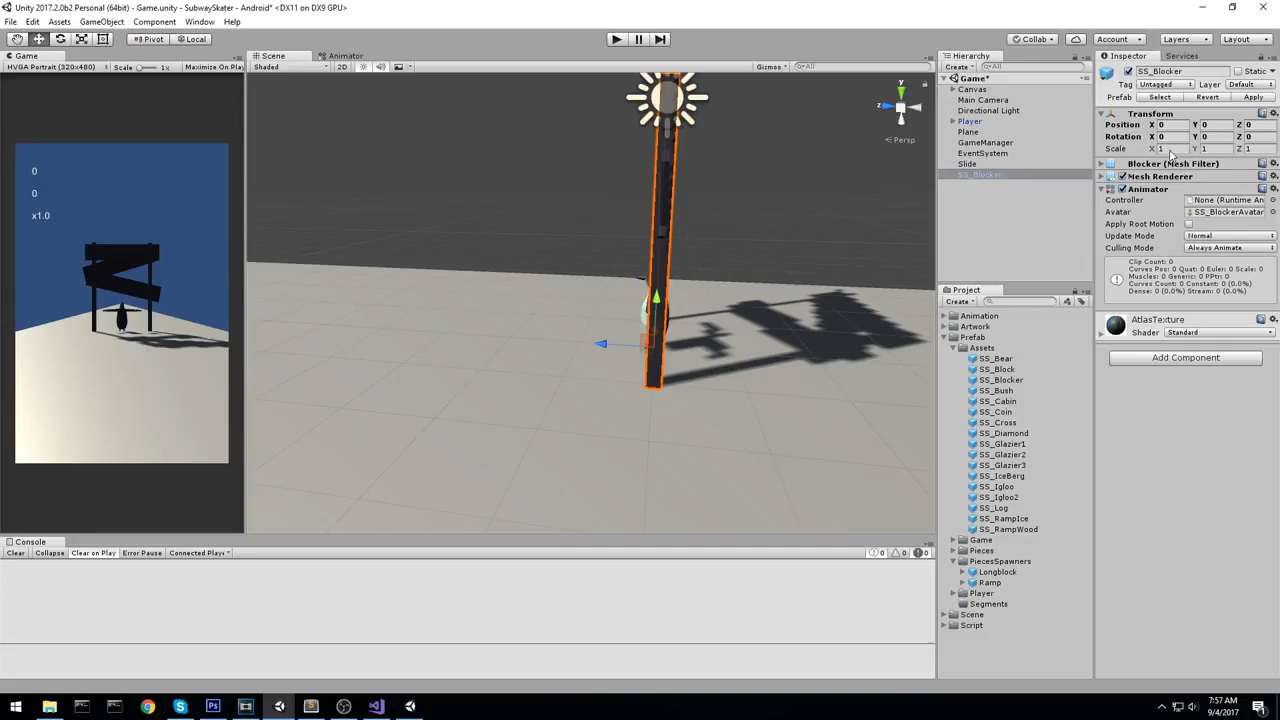 Unity 2017.2.0b2 Personal (64bit) - Game.unity - SubwaySkater - Android* <DX11 on DX9 GPU>
File Edit Assets GameObject Component Window Help
Pivot Local Collab Account Layers Layout
Game Scene Animator Hierarchy Inspector Services
HVGA Portrait (320x480) Scale 1x Maximize On Play Shaded 2D Gizmos All Create All SS_Blocker Static
Game*
Tag Untagged Layer Default
Canvas
Prefab Select Revert Apply
Main Camera
Directional Light
Transform
Player
Position X 0 Y 0 Z 0
Plane
Rotation X 0 Y 0 Z 0
GameManager
Scale X 1 Y 1 Z 1
EventSystem
Slide
Blocker (Mesh Filter)
SS_Blocker
Mesh Renderer
Animator
Controller None (Runtime An
Avatar SS_BlockerAvatar
Apply Root Motion
Update Mode Normal
Culling Mode Always Animate
Clip Count: 0
Curves Pos: 0 Quat: 0 Euler: 0 Scale: 0
Muscles: 0 Generic: 0 PPtr: 0
Curves Count: 0 Constant: 0 (0.0%)
Dense: 0 (0.0%) Stream: 0 (0.0%)
AtlasTexture
Shader Standard
Add Component
y
z
Persp
0
0
x1.0
Project
Create
Animation
Artwork
Prefab
Assets
SS_Bear
SS_Block
SS_Blocker
SS_Bush
SS_Cabin
SS_Coin
SS_Cross
SS_Diamond
SS_Glazier1
SS_Glazier2
SS_Glazier3
SS_IceBerg
SS_Igloo
SS_Igloo2
SS_Log
SS_RampIce
SS_RampWood
Game
Pieces
PiecesSpawners
Longblock
Ramp
Player
Segments
Scene
Script
Console
Clear Collapse Clear on Play Error Pause Connected Playe 0 0 0
7:57 AM
9/4/2017